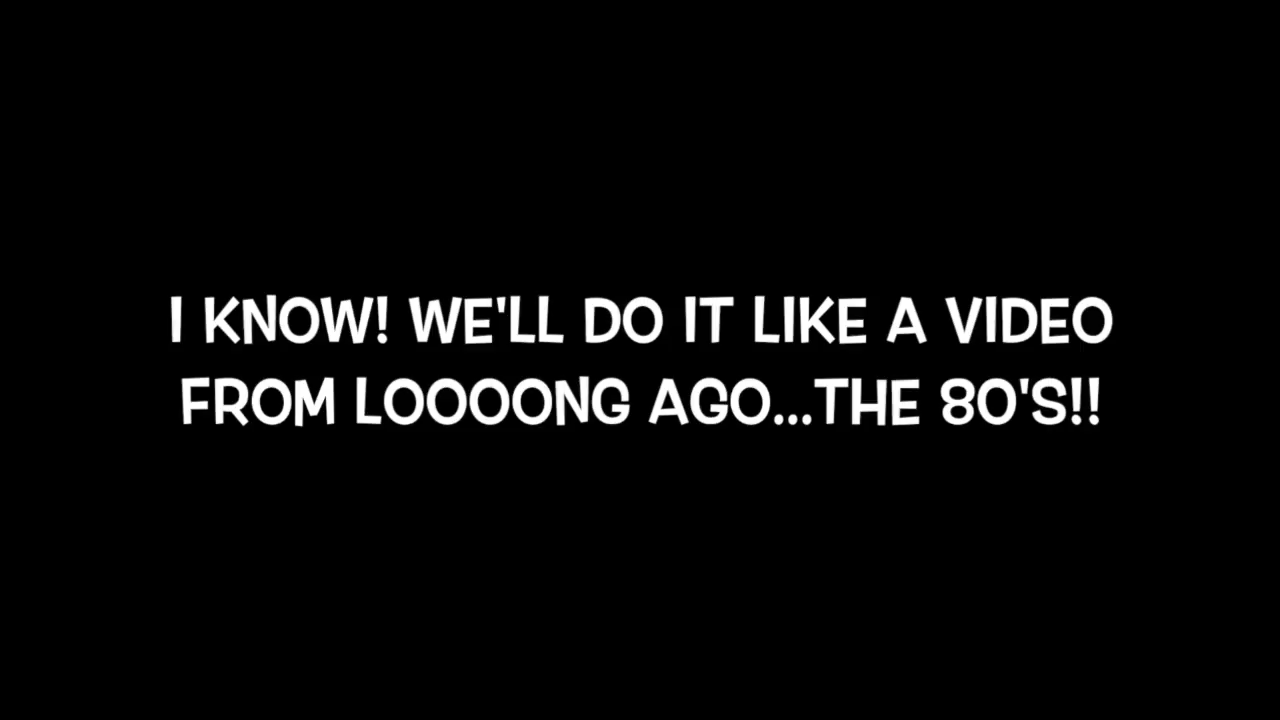 I KNOW! WE'LL DO IT LIKE A VIDEO
FROM LOOOONG AGO...THE 80'S!!